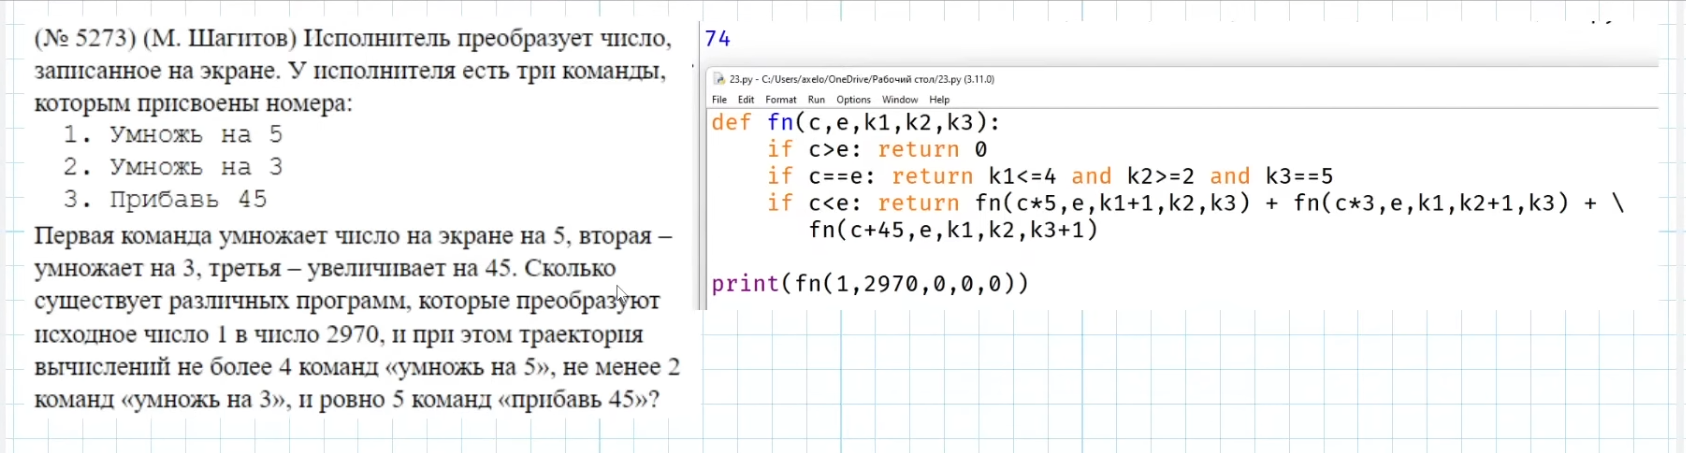 (№ 5273) (М. Шагитов) Исполнитель преобразует число,
записанное на экране. У исполнителя есть три команды,
которым присвоены номера:
1. Умножь на 5
2. Умножь на 3
3. Прибавь 45
Первая команда умножает число на экране на 5, вторая –
умножает на 3, третья – увеличивает на 45. Сколько
существует различных программ, которые преобразуют
исходное число 1 в число 2970, и при этом траектория
вычислений не более 4 команд «умножь на 5», не менее 2
команд «умножь на 3», и ровно 5 команд «прибавь 45»?
74
23.py - C:/Users/axelo/OneDrive/Рабочий стол/23.py (3.11.0)
File Edit Format Run Options Window Help
def fn(c,e,k1,k2,k3):
    if c>e: return 0
    if c==e: return k1<=4 and k2>=2 and k3==5
    if c<e: return fn(c*5,e,k1+1,k2,k3) + fn(c*3,e,k1,k2+1,k3) + \
        fn(c+45,e,k1,k2,k3+1)
print(fn(1,2970,0,0,0))